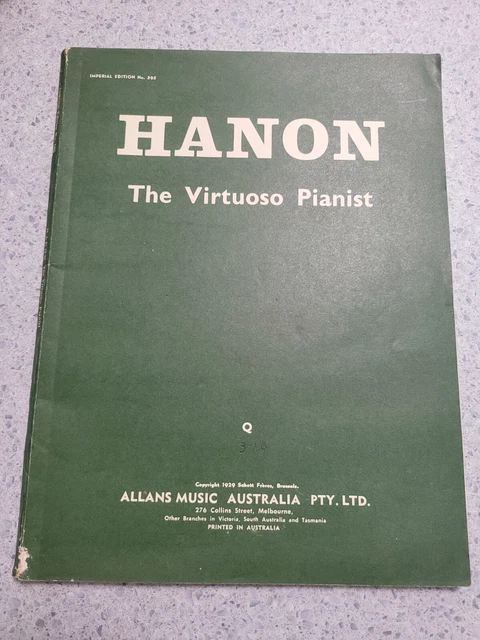 IMPERIAL EDITION No. 505
HANON
The Virtuoso Pianist
Q
Copyright 1929 Schott Frères, Brussels.
ALLANS MUSIC AUSTRALIA PTY. LTD.
276 Collins Street, Melbourne,
Other Branches in Victoria, South Australia and Tasmania
PRINTED IN AUSTRALIA